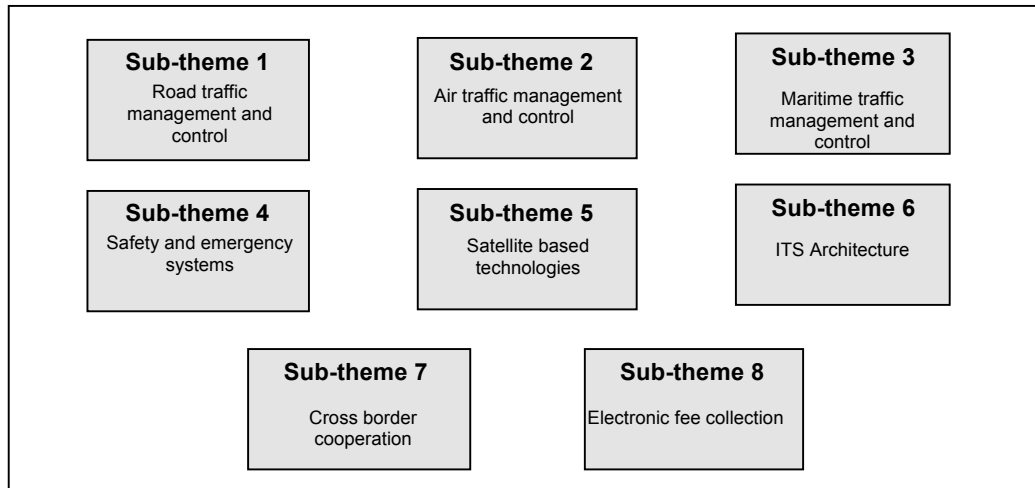 Sub-theme 1
Road traffic
management and
control
Sub-theme 2
Air traffic management
and control
Sub-theme 3
Maritime traffic
management and
control
Sub-theme 4
Safety and emergency
systems
Sub-theme 5
Satellite based
technologies
Sub-theme 6
ITS Architecture
Sub-theme 7
Cross border
cooperation
Sub-theme 8
Electronic fee collection